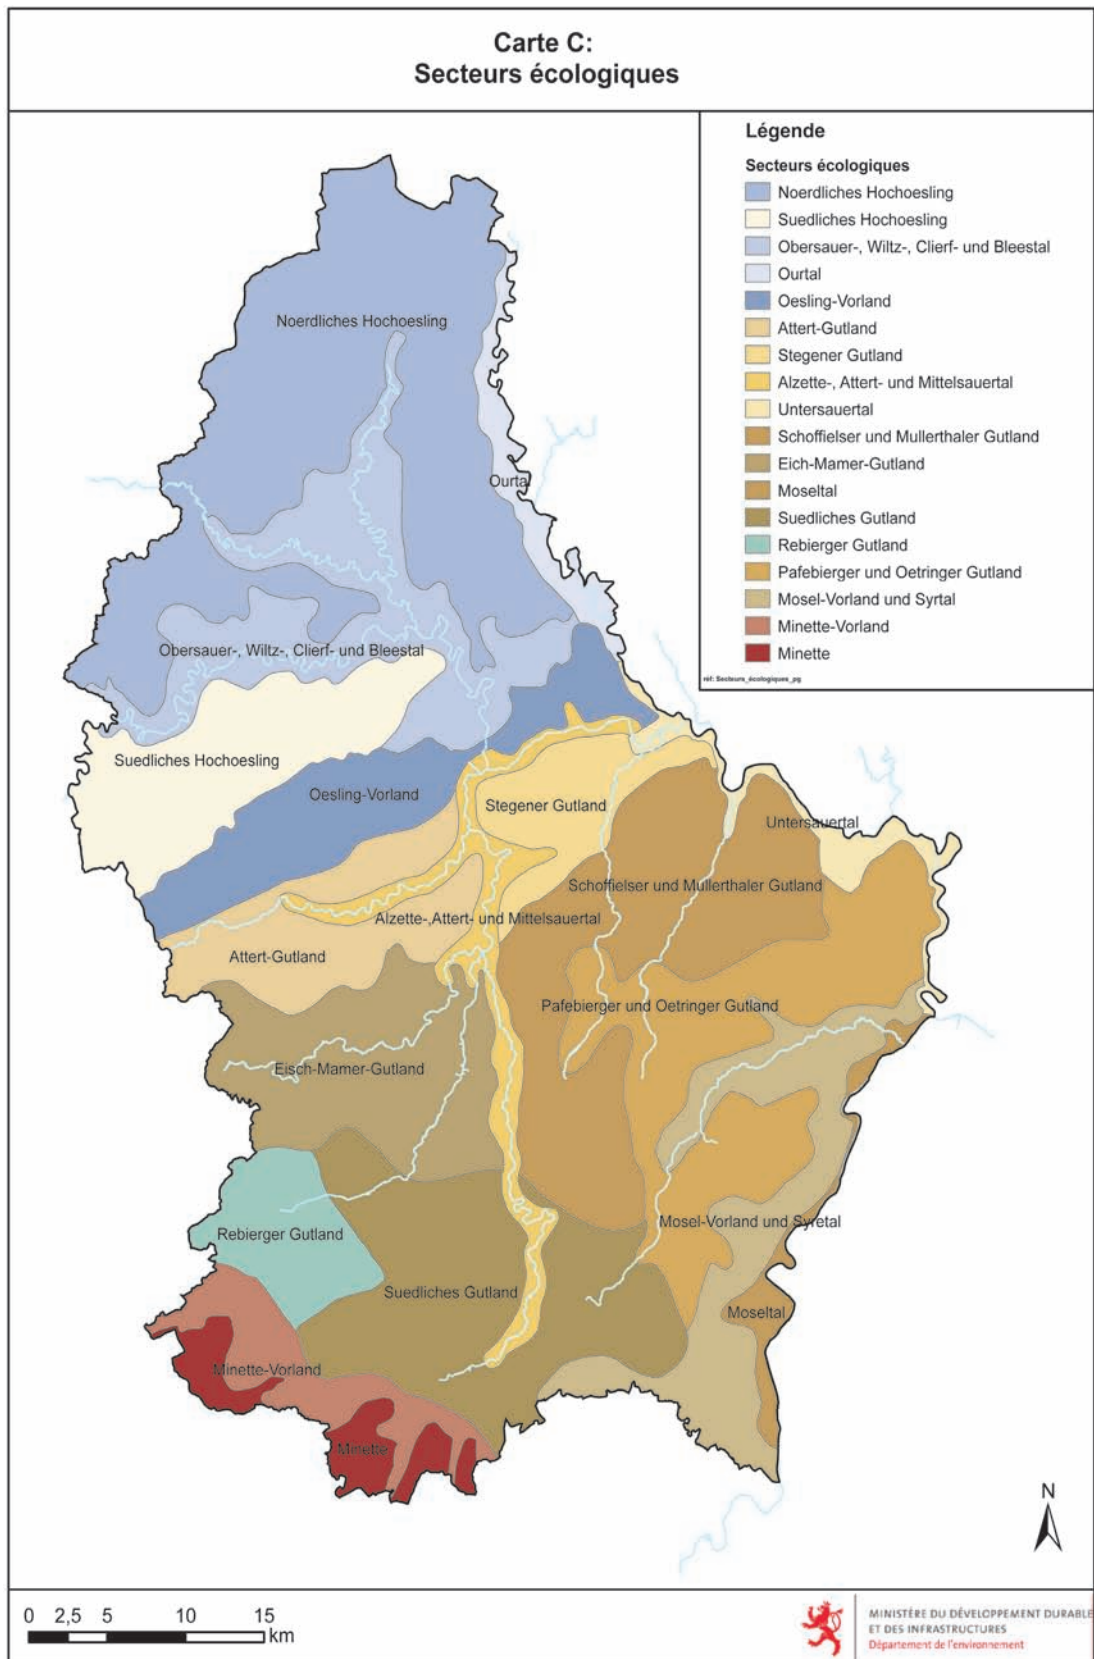 Carte C:
Secteurs écologiques
Légende
Secteurs écologiques
Noerdliches Hochoesling
Suedliches Hochoesling
Obersauer-, Wiltz-, Clierf- und Bleestal
Ourtal
Oesling-Vorland
Attert-Gutland
Stegener Gutland
Alzette-, Attert- und Mittelsauertal
Untersauertal
Schoffielser und Mullerthaler Gutland
Eich-Mamer-Gutland
Moseltal
Suedliches Gutland
Rebierger Gutland
Pafebierger und Oetringer Gutland
Mosel-Vorland und Syrtal
Minette-Vorland
Minette
réf: Secteurs_écologiques_pg
Noerdliches Hochoesling
Ourta
Obersauer-, Wiltz-, Clierf- und Bleestal
Suedliches Hochoesling
Oesling-Vorland
Stegener Gutland
Untersauertal
Schoffielser und Mullerthaler Gutland
Alzette-,Attert- und Mittelsauertal
Attert-Gutland
Pafebierger und Oetringer Gutland
Eisch-Mamer-Gutland
Mosel-Vorland und Syretal
Rebierger Gutland
Suedliches Gutland
Moseltal
Minette-Vorland
Minette
N
0 2,5 5 10 15
km
MINISTÈRE DU DÉVELOPPEMENT DURABLE
ET DES INFRASTRUCTURES
Département de l'environnement